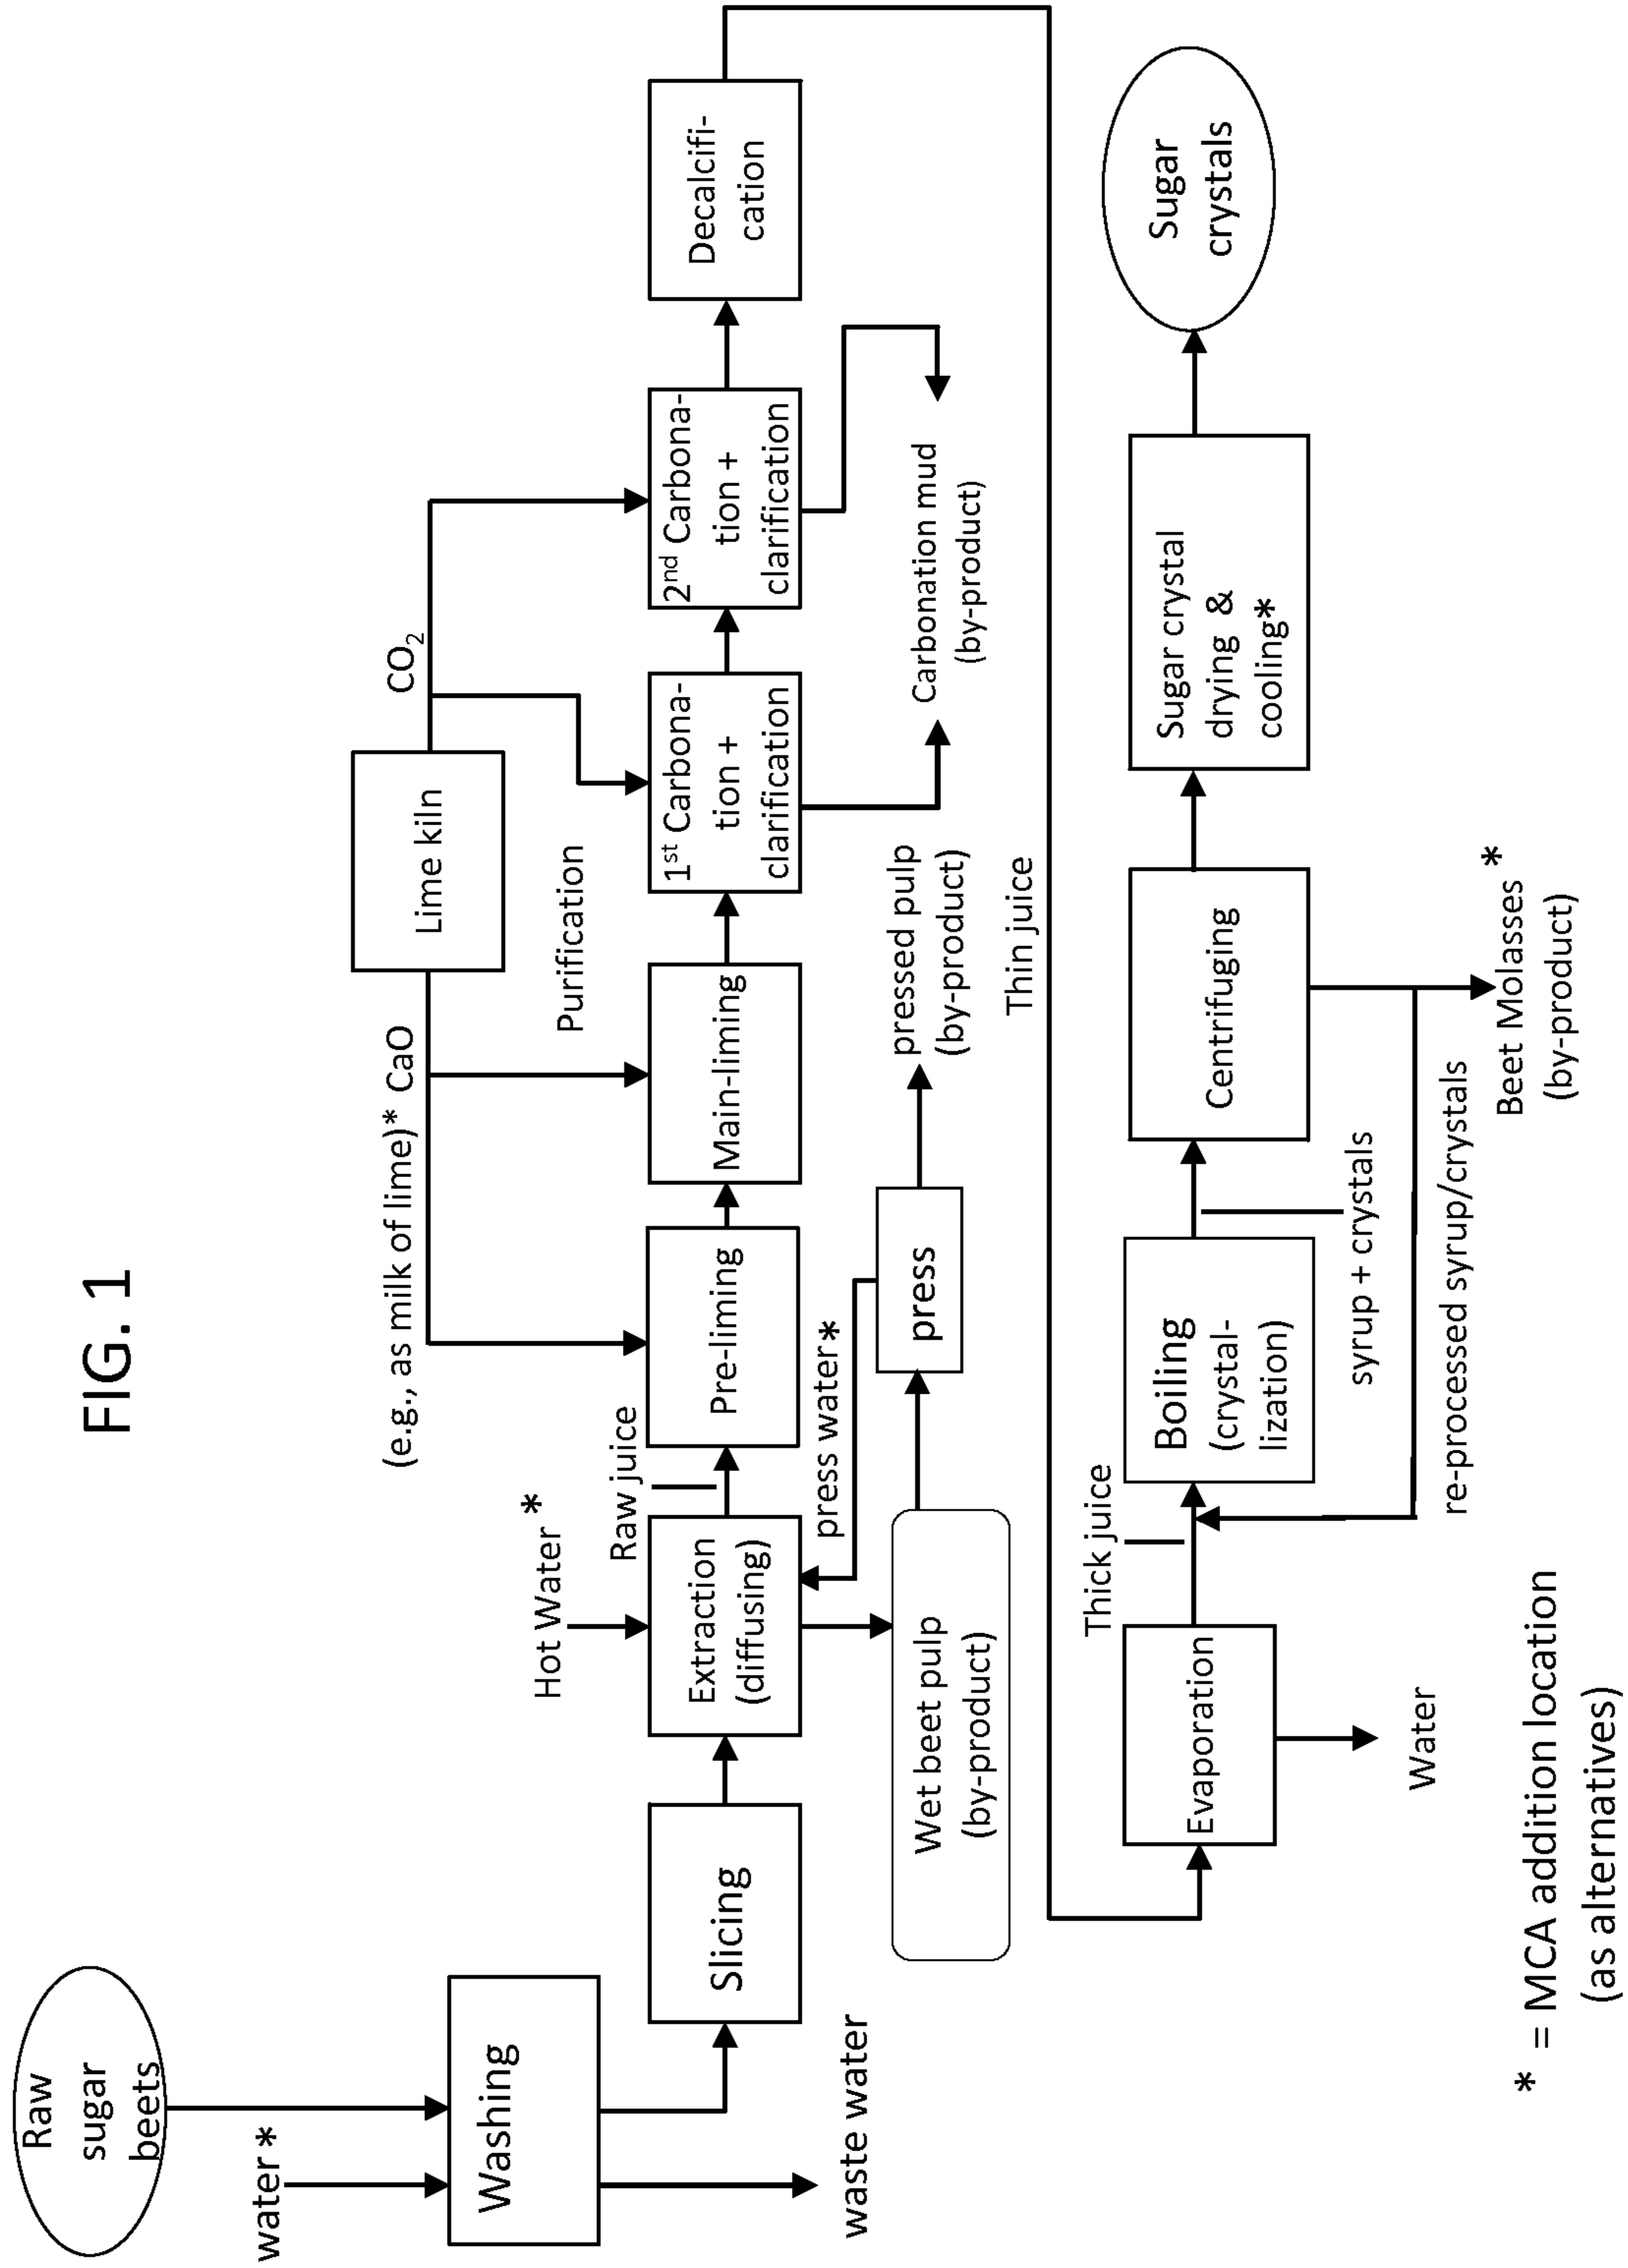 FIG. 1
Raw
sugar
beets
water*
Washing
waste water
Slicing
Hot Water*
Extraction
(diffusing)
Raw juice
press water*
Wet beet pulp
(by-product)
press
pressed pulp
(by-product)
(e.g., as milk of lime)* CaO
Lime kiln
CO2
Purification
Pre-liming
Main-liming
1st Carbona-
tion +
clarification
2nd Carbona-
tion +
clarification
Carbonation mud
(by-product)
Decalcifi-
cation
Thin juice
Evaporation
Water
Thick juice
Boiling
(crystal-
lization)
syrup + crystals
re-processed syrup/crystals
Centrifuging
Beet Molasses*
(by-product)
Sugar crystal
drying &
cooling*
Sugar
crystals
* = MCA addition location
(as alternatives)